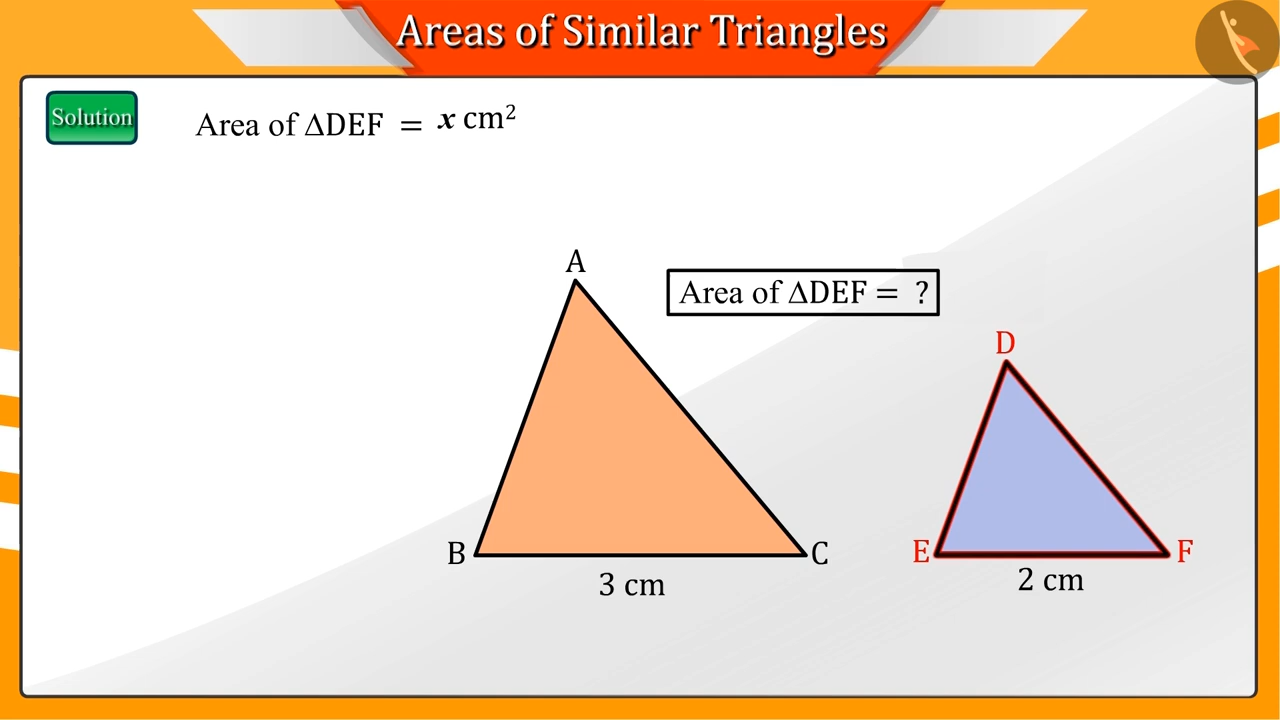 Areas of Similar Triangles
Solution
Area of ΔDEF = x cm²
A
Area of ΔDEF = ?
D
B
C
E
F
3 cm
2 cm